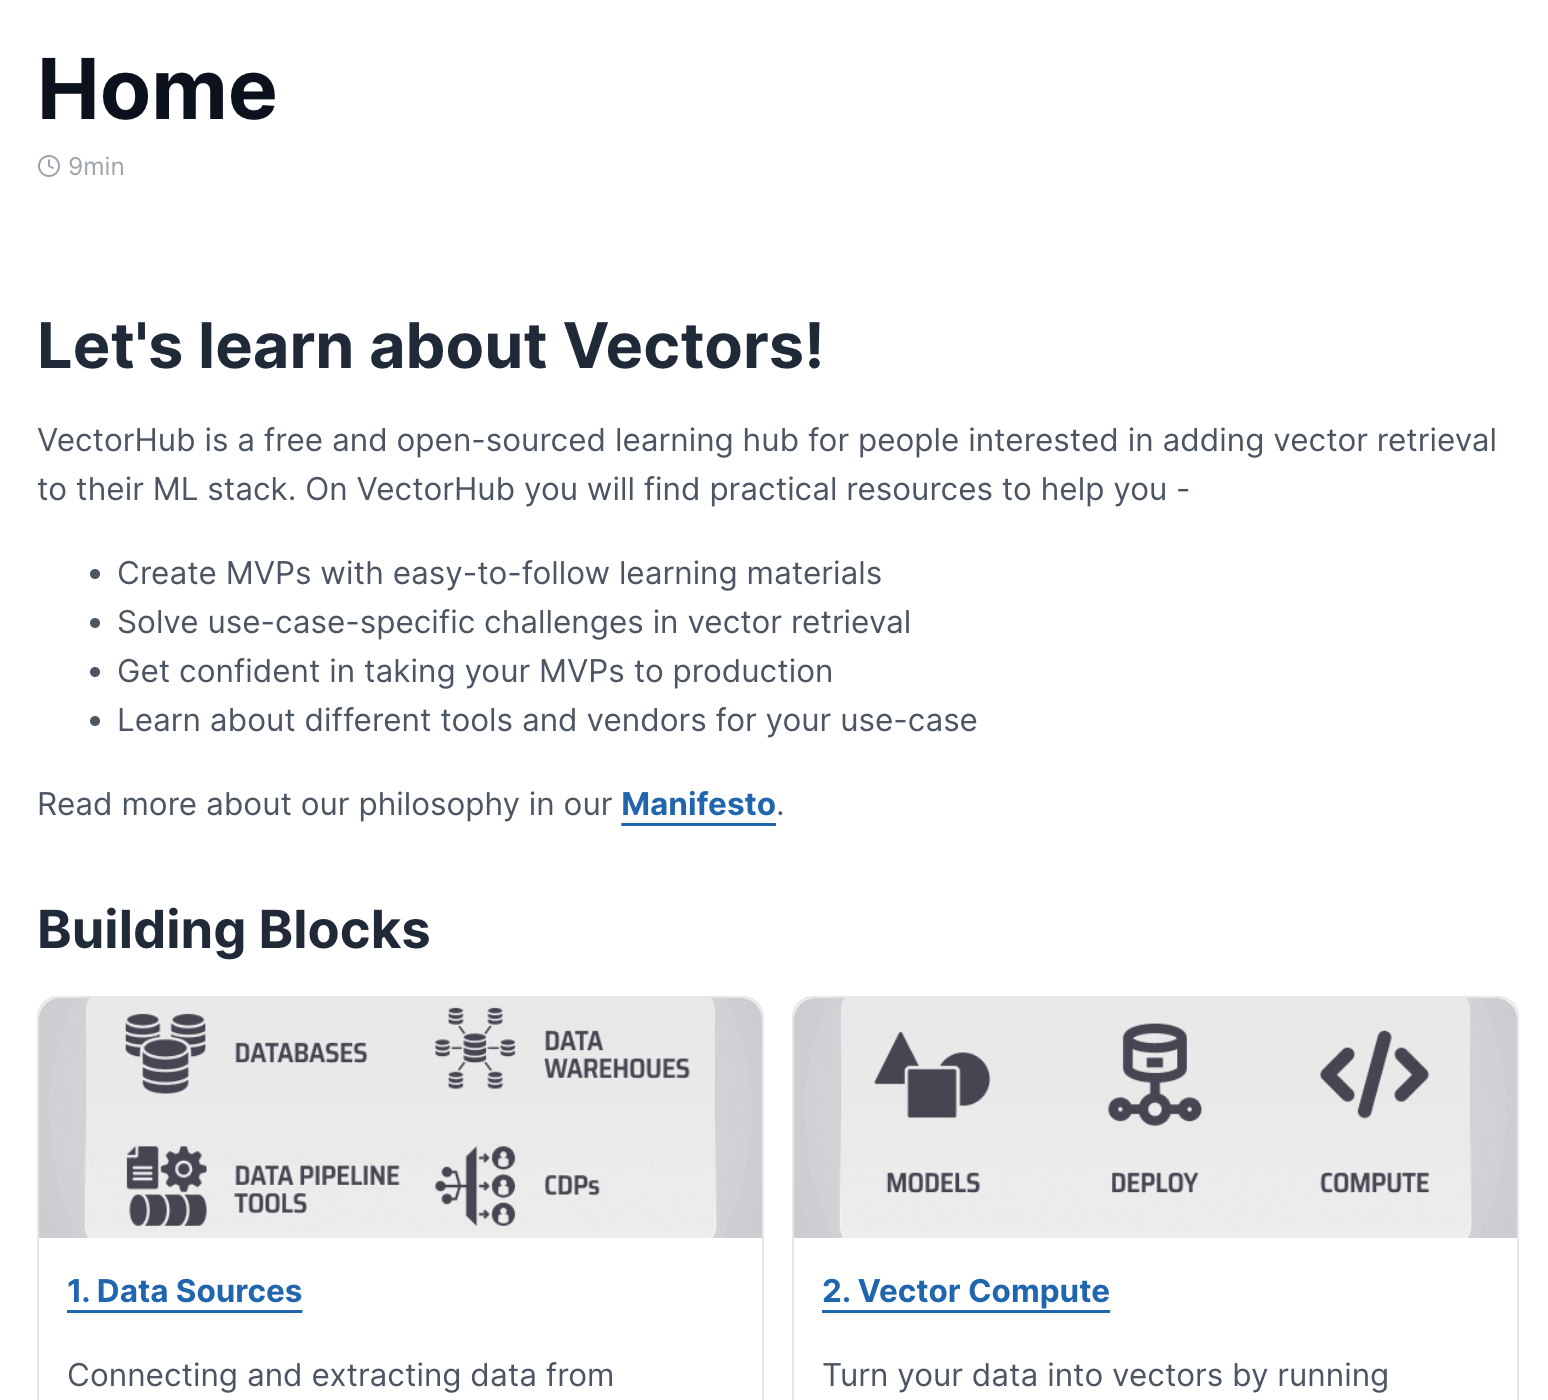 Home
9min
Let's learn about Vectors!
VectorHub is a free and open-sourced learning hub for people interested in adding vector retrieval
to their ML stack. On VectorHub you will find practical resources to help you -
• Create MVPs with easy-to-follow learning materials
• Solve use-case-specific challenges in vector retrieval
• Get confident in taking your MVPs to production
• Learn about different tools and vendors for your use-case
Read more about our philosophy in our Manifesto.
Building Blocks
DATABASES
DATA
WAREHOUES
DATA PIPELINE
TOOLS
CDPs
1. Data Sources
Connecting and extracting data from
MODELS
DEPLOY
COMPUTE
2. Vector Compute
Turn your data into vectors by running